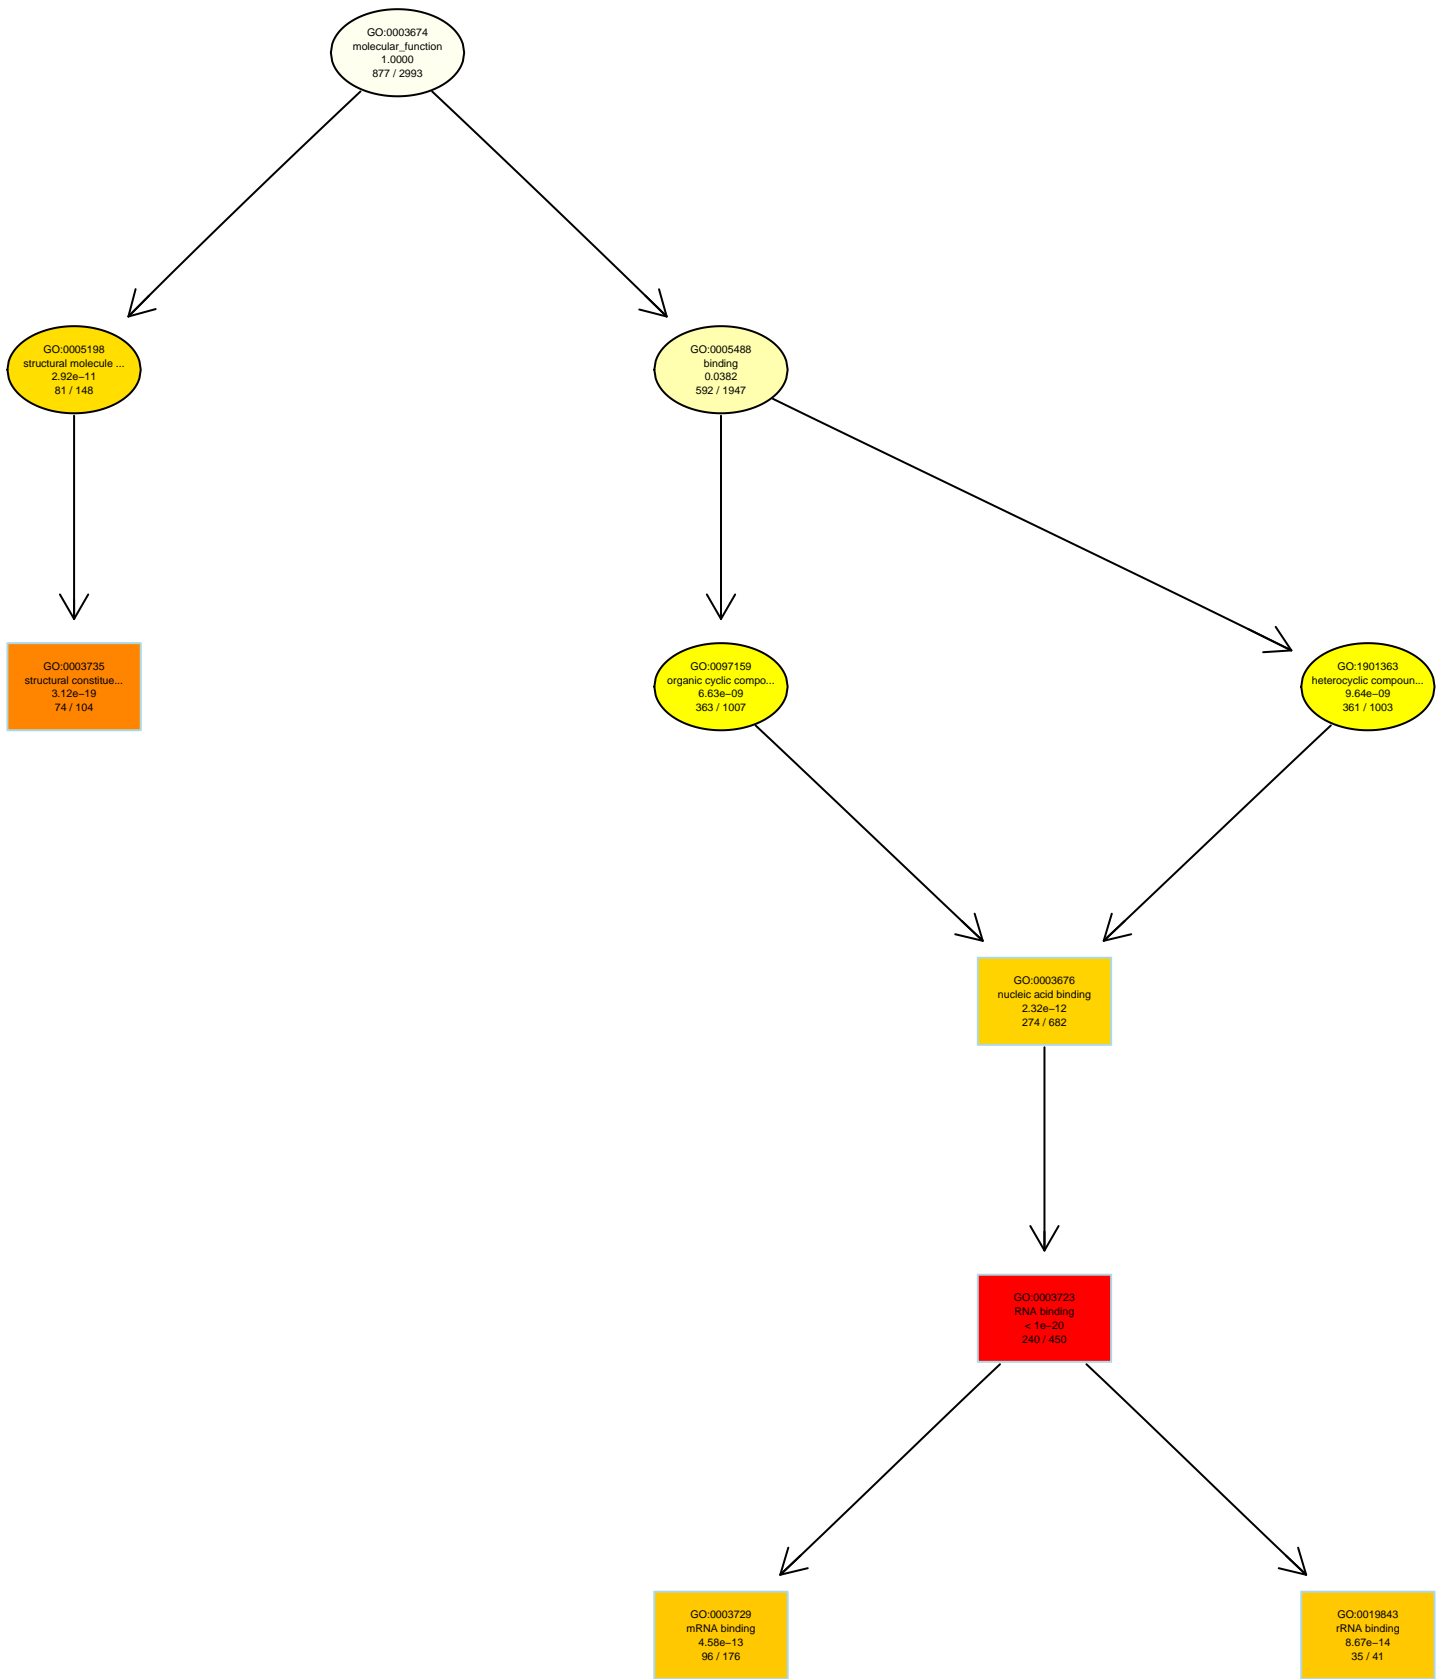 GO:0003674
molecular_function
1.0000
877 / 2993
GO:0005198
structural molecule ...
2.92e−11
81 / 148
GO:0005488
binding
0.0382
592 / 1947
GO:0003735
structural constitue...
3.12e−19
74 / 104
GO:0097159
organic cyclic compo...
6.63e−09
363 / 1007
GO:1901363
heterocyclic compoun...
9.64e−09
361 / 1003
GO:0003676
nucleic acid binding
2.32e−12
274 / 682
GO:0003723
RNA binding
< 1e−20
240 / 450
GO:0003729
mRNA binding
4.58e−13
96 / 176
GO:0019843
rRNA binding
8.67e−14
35 / 41